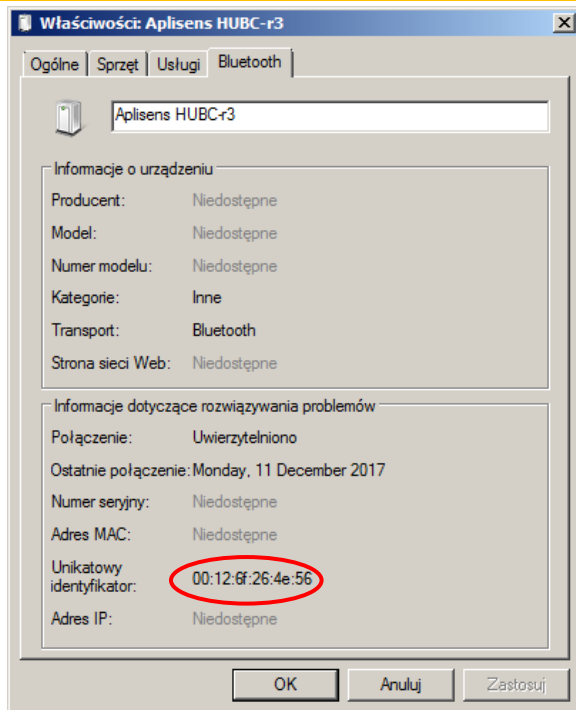 Właściwości: Aplisens HUBC-r3
Ogólne Sprzęt Usługi Bluetooth
Aplisens HUBC-r3
Informacje o urządzeniu
Producent: Niedostępne
Model: Niedostępne
Numer modelu: Niedostępne
Kategorie: Inne
Transport: Bluetooth
Strona sieci Web: Niedostępne
Informacje dotyczące rozwiązywania problemów
Połączenie: Uwierzytelniono
Ostatnie połączenie: Monday, 11 December 2017
Numer seryjny: Niedostępne
Adres MAC: Niedostępne
Unikatowy
identyfikator: 00:12:6f:26:4e:56
Adres IP: Niedostępne
OK Anuluj Zastosuj